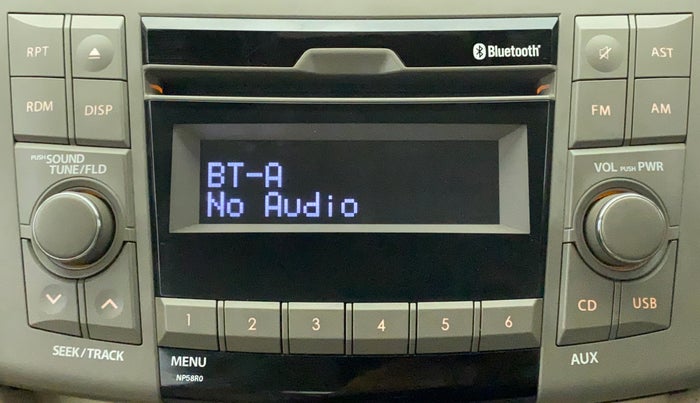 RPT
Bluetooth®
AST
RDM
DISP
FM
AM
PUSH SOUND
TUNE/FLD
VOL PUSH PWR
BT-A
No Audio
1
2
3
4
5
6
CD
USB
SEEK/TRACK
MENU
AUX
NP58R0